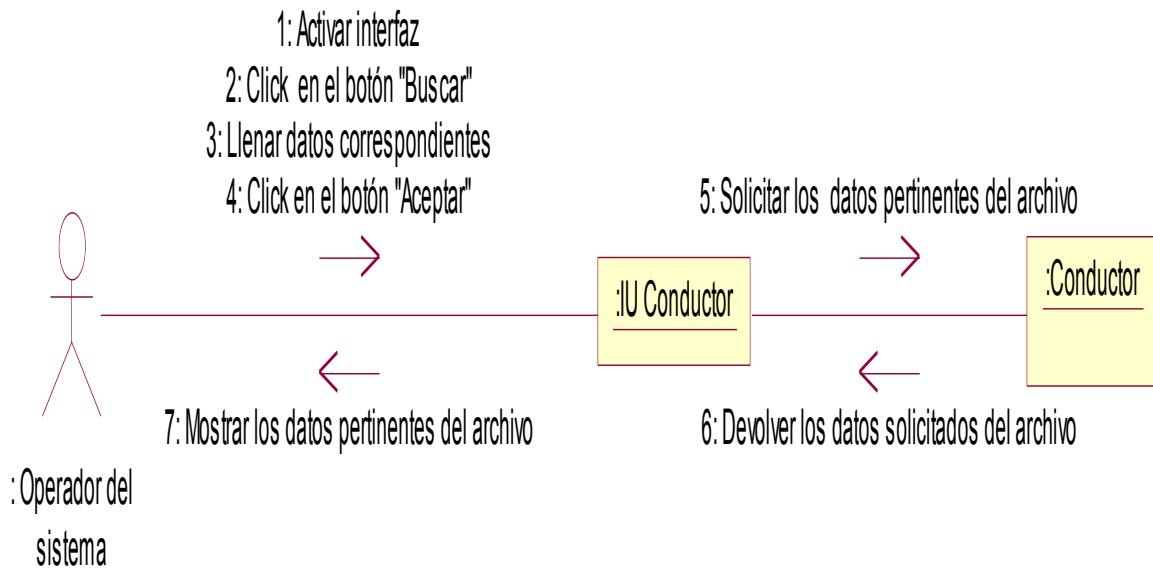 1: Activar interfaz
2: Click en el botón "Buscar"
3: Llenar datos correspondientes
4: Click en el botón "Aceptar"
5: Solicitar los datos pertinentes del archivo
:IU Conductor
:Conductor
7: Mostrar los datos pertinentes del archivo
6: Devolver los datos solicitados del archivo
: Operador del
sistema